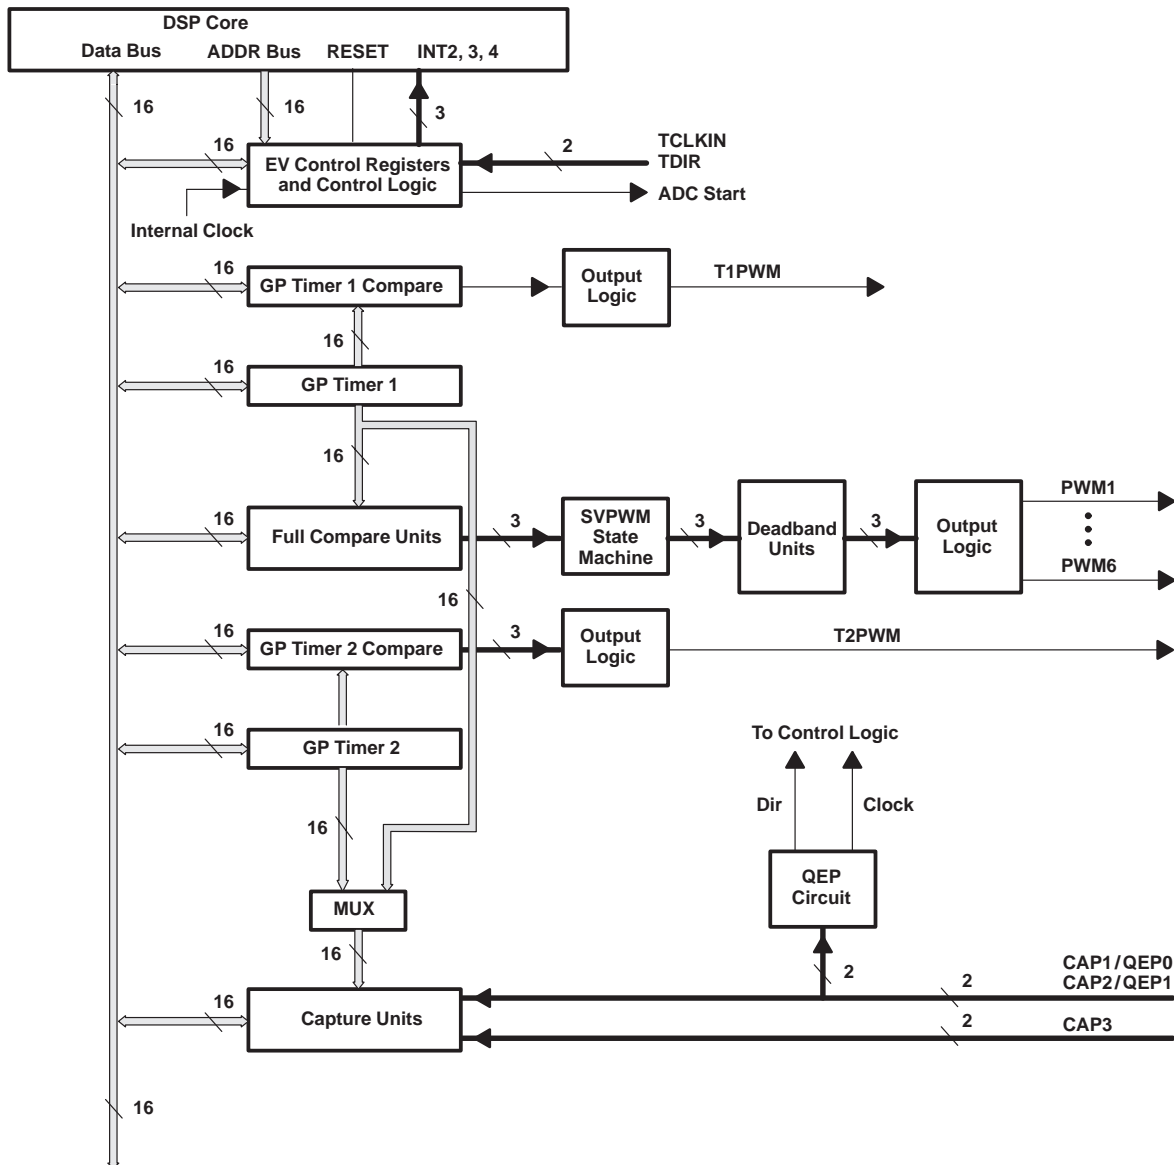 DSP Core
Data Bus
ADDR Bus
RESET
INT2, 3, 4
16
16
3
16
EV Control Registers
and Control Logic
2
TCLKIN
TDIR
ADC Start
Internal Clock
16
GP Timer 1 Compare
Output
Logic
T1PWM
16
16
GP Timer 1
16
16
Full Compare Units
3
SVPWM
State
Machine
3
Deadband
Units
3
Output
Logic
PWM1
PWM6
16
16
GP Timer 2 Compare
3
Output
Logic
T2PWM
16
GP Timer 2
To Control Logic
Dir
Clock
16
QEP
Circuit
MUX
16
2
CAP1/QEP0
CAP2/QEP1
2
16
Capture Units
2
CAP3
16